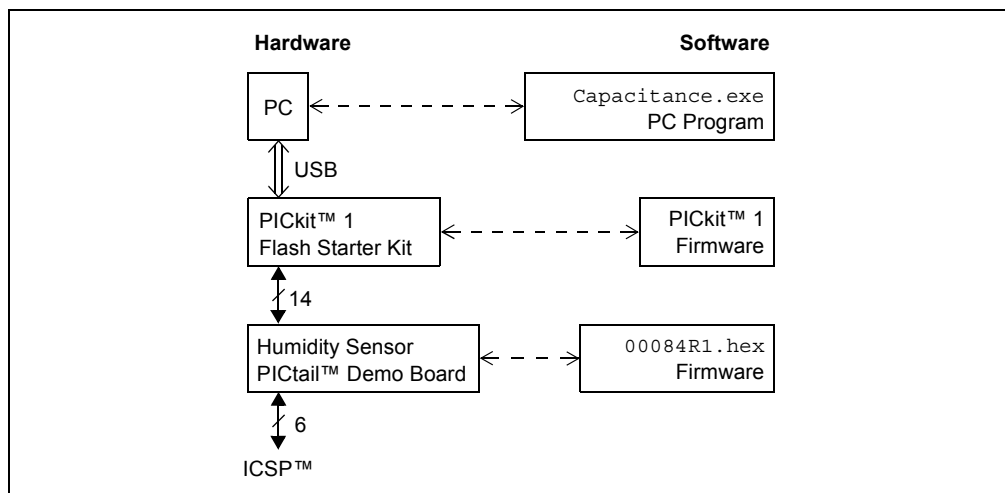 Hardware Software
PC
Capacitance.exe
PC Program
USB
PICkit™ 1
Flash Starter Kit
PICkit™ 1
Firmware
14
Humidity Sensor
PICtail™ Demo Board
00084R1.hex
Firmware
6
ICSP™